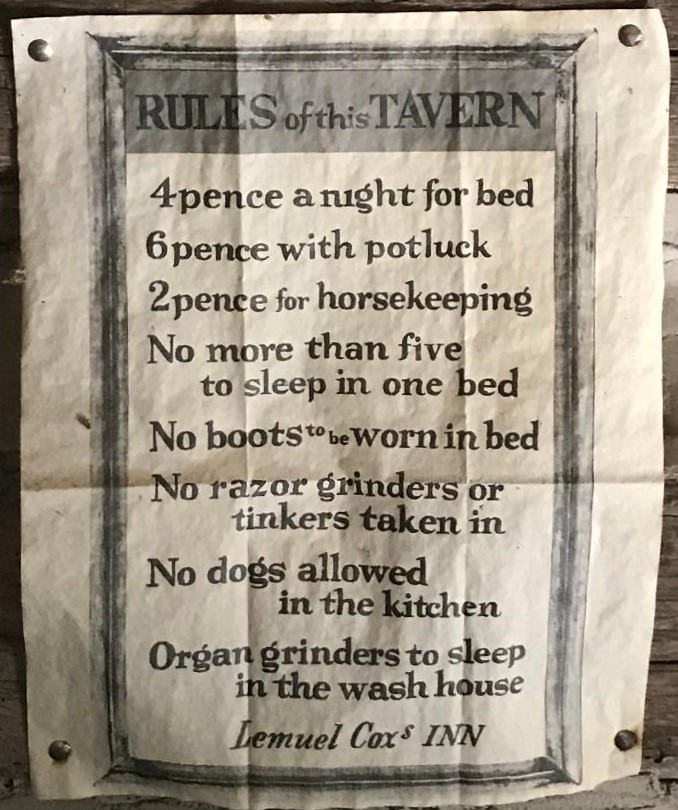 RULES of this TAVERN
4pence a night for bed
6pence with potluck
2pence for horsekeeping
No more than five
to sleep in one bed
No boots to be worn in bed
No razor grinders or
tinkers taken in
No dogs allowed
in the kitchen
Organ grinders to sleep
in the wash house
Lemuel Coxs INN